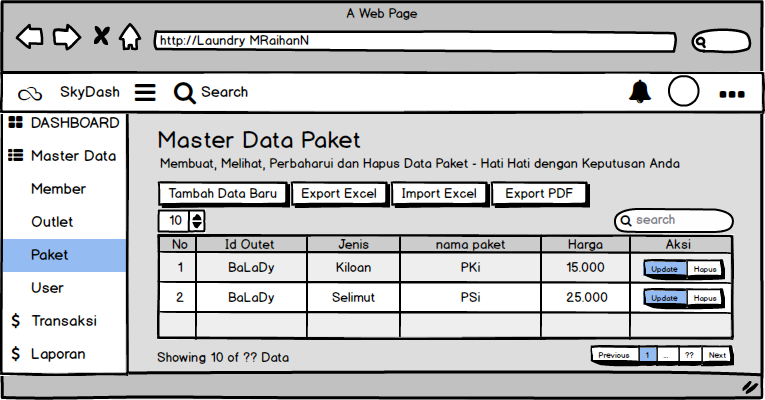 A Web Page
http://Laundry MRaihanN
SkyDash
Search
DASHBOARD
Master Data
Member
Outlet
Paket
User
$ Transaksi
$ Laporan
Master Data Paket
Membuat, Melihat, Perbaharui dan Hapus Data Paket - Hati Hati dengan Keputusan Anda
Tambah Data Baru Export Excel Import Excel Export PDF
10 search
No Id Outet Jenis nama paket Harga Aksi
1 BaLaDy Kiloan PKi 15.000 Update Hapus
2 BaLaDy Selimut PSi 25.000 Update Hapus
Showing 10 of ?? Data
Previous 1 ... ?? Next